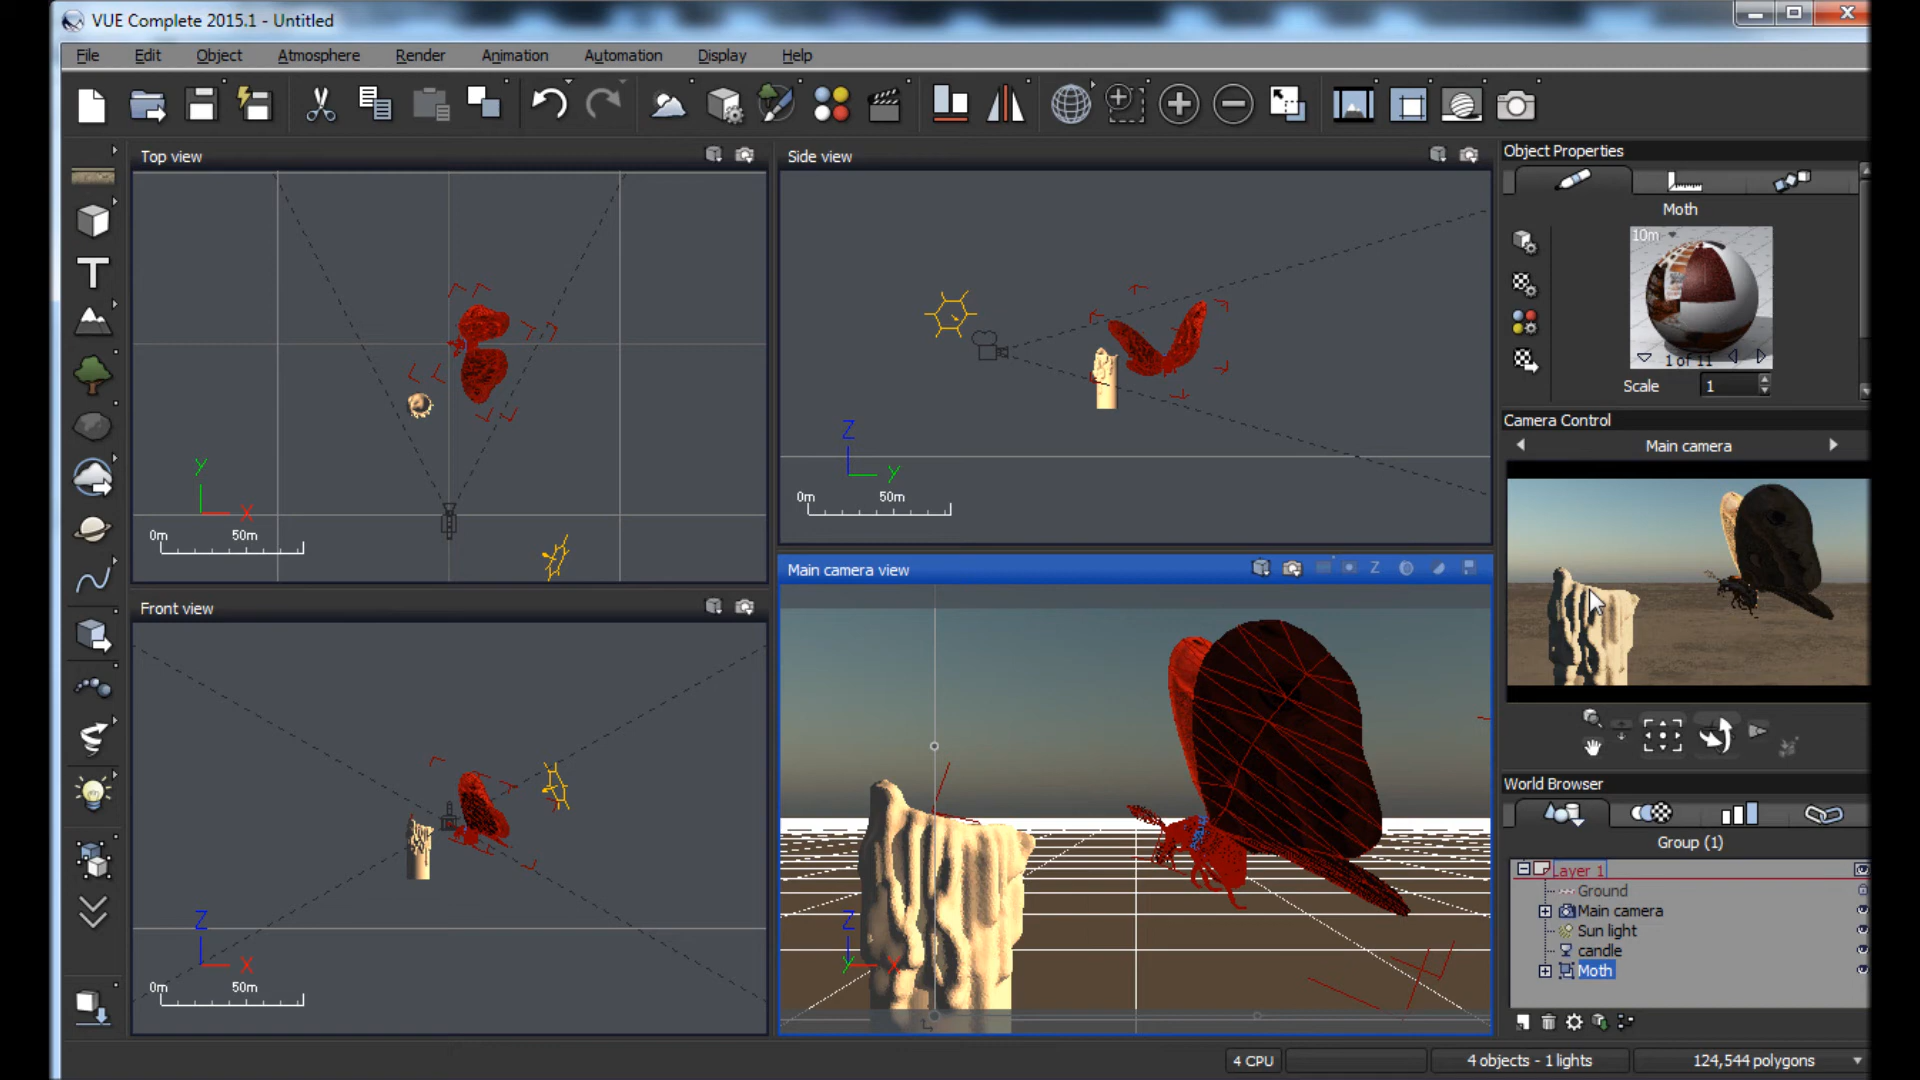 VUE Complete 2015.1 - Untitled
File Edit Object Atmosphere Render Animation Automation Display Help
Top view
Y
X
0m 50m
Side view
Z
Y
0m 50m
Front view
Z
X
0m 50m
Main camera view
Z
Z
Y X
Object Properties
Moth
10m
1 of 11
Scale 1
Camera Control
Main camera
World Browser
Group (1)
Layer 1
Ground
Main camera
Sun light
candle
Moth
4 CPU
4 objects - 1 lights
124,544 polygons